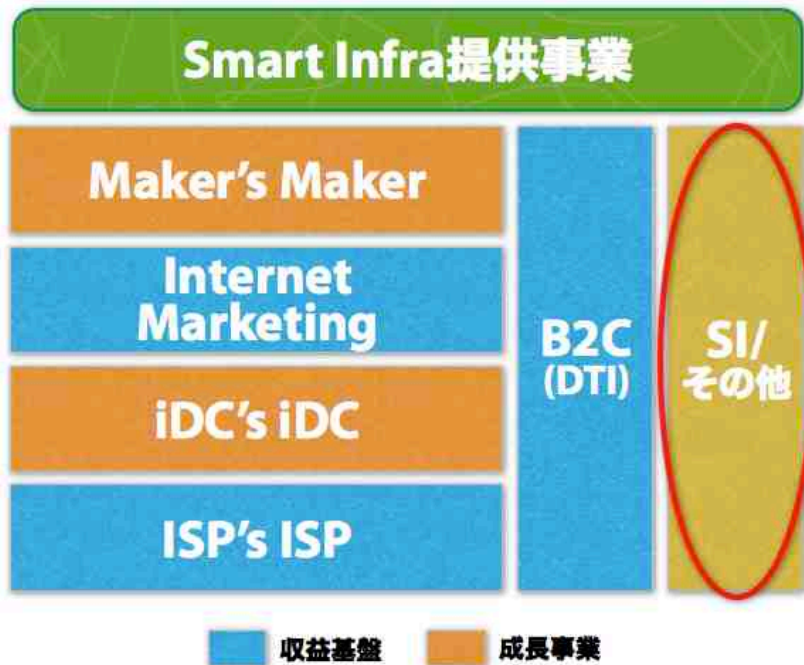 Smart Infra提供事業
Maker's Maker
Internet
Marketing
iDC's iDC
ISP's ISP
B2C
(DTI)
SI/
その他
収益基盤
成長事業